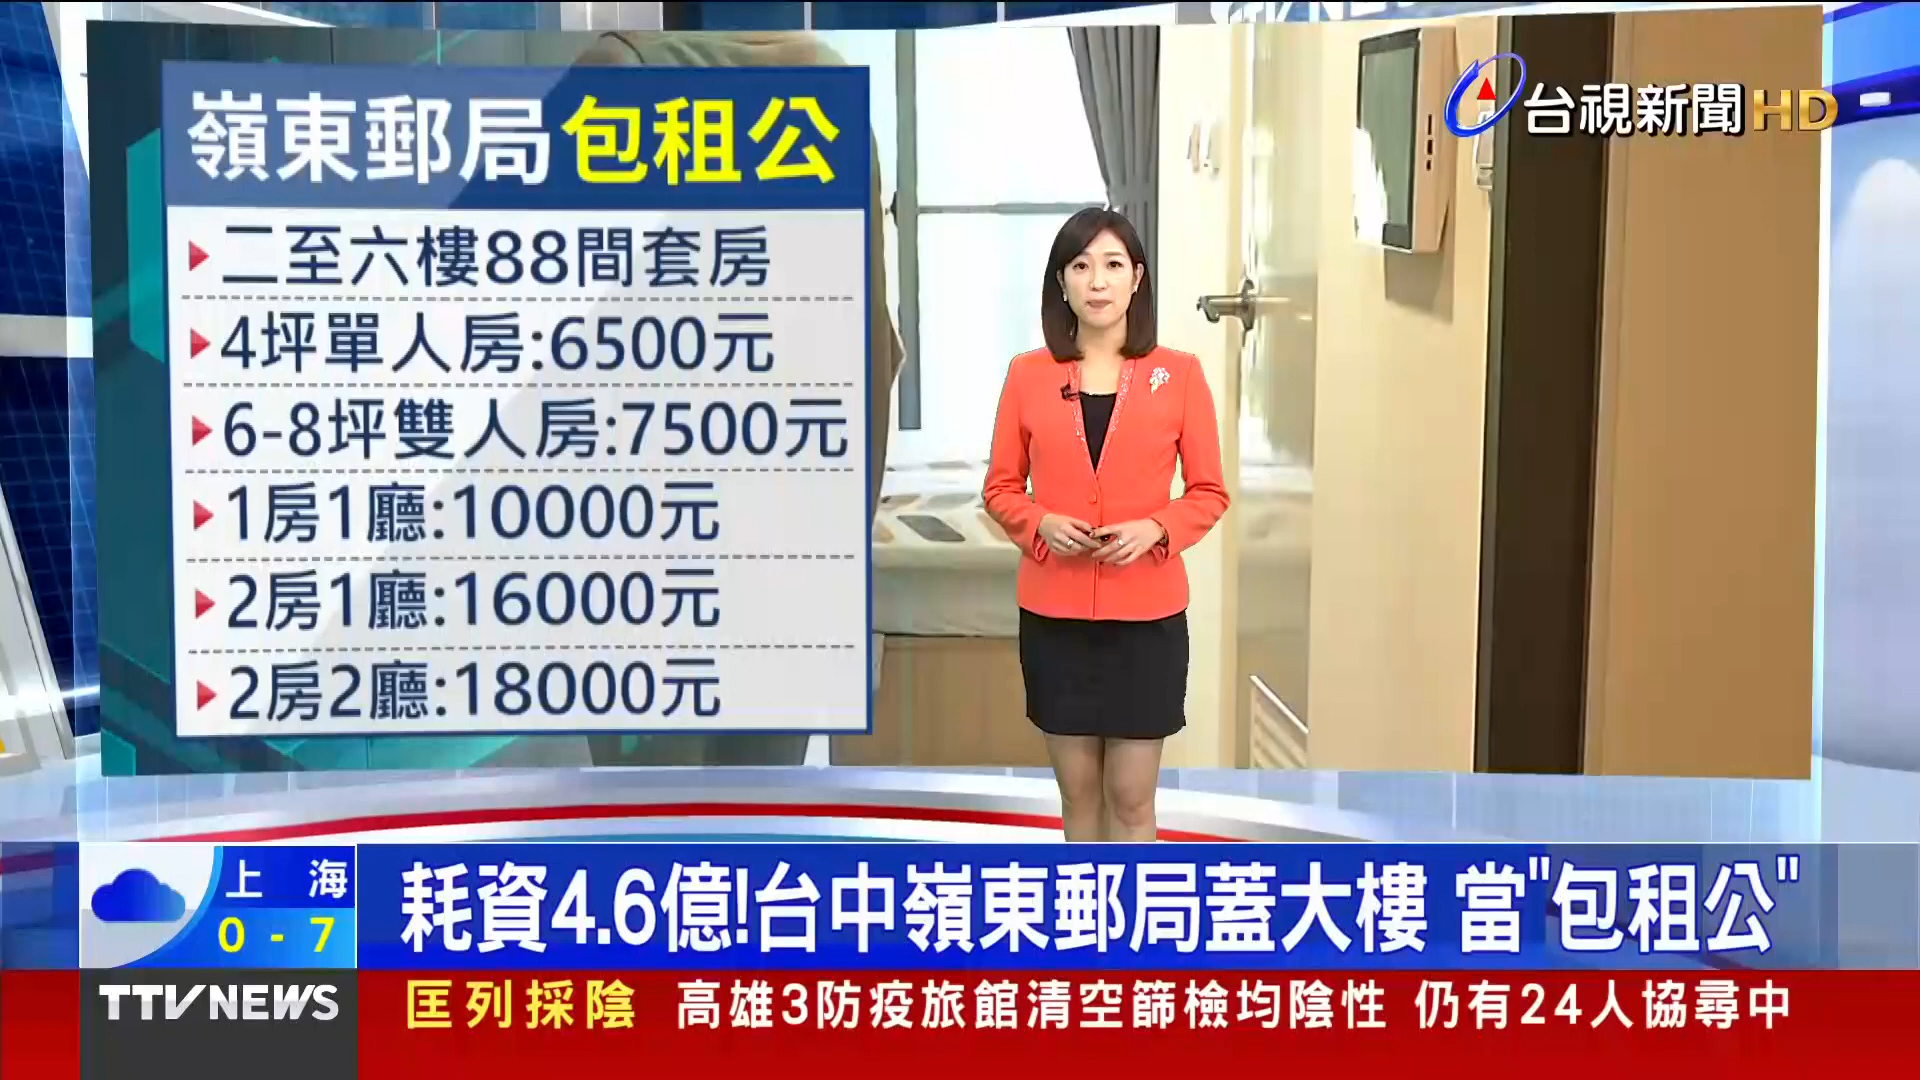 嶺東郵局包租公
二至六樓88間套房
4坪單人房:6500元
6-8坪雙人房:7500元
1房1廳:10000元
2房1廳:16000元
2房2廳:18000元
台視新聞HD
上海
0-7
耗資4.6億!台中嶺東郵局蓋大樓 當"包租公"
TTV NEWS
匡列採陰 高雄3防疫旅館清空篩檢均陰性 仍有24人協尋中